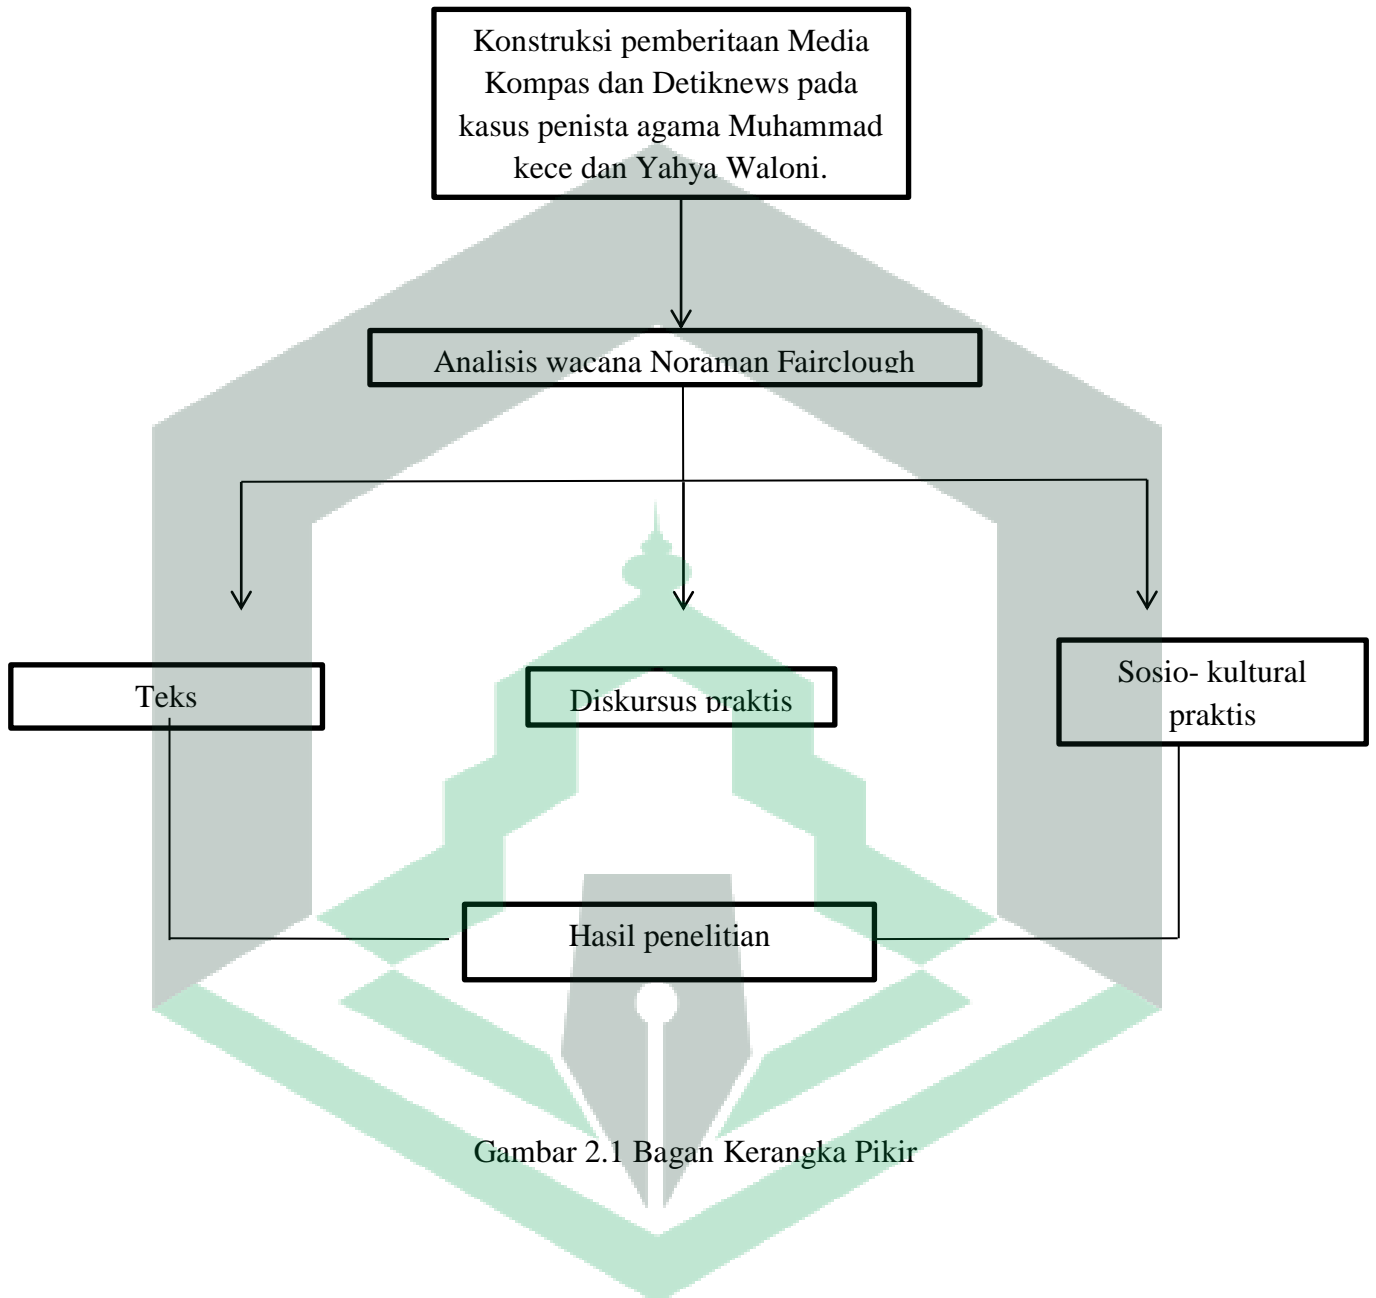 Konstruksi pemberitaan Media
Kompas dan Detiknews pada
kasus penista agama Muhammad
kece dan Yahya Waloni.
Analisis wacana Noraman Fairclough
Teks
Diskursus praktis
Sosio- kultural
praktis
Hasil penelitian
Gambar 2.1 Bagan Kerangka Pikir